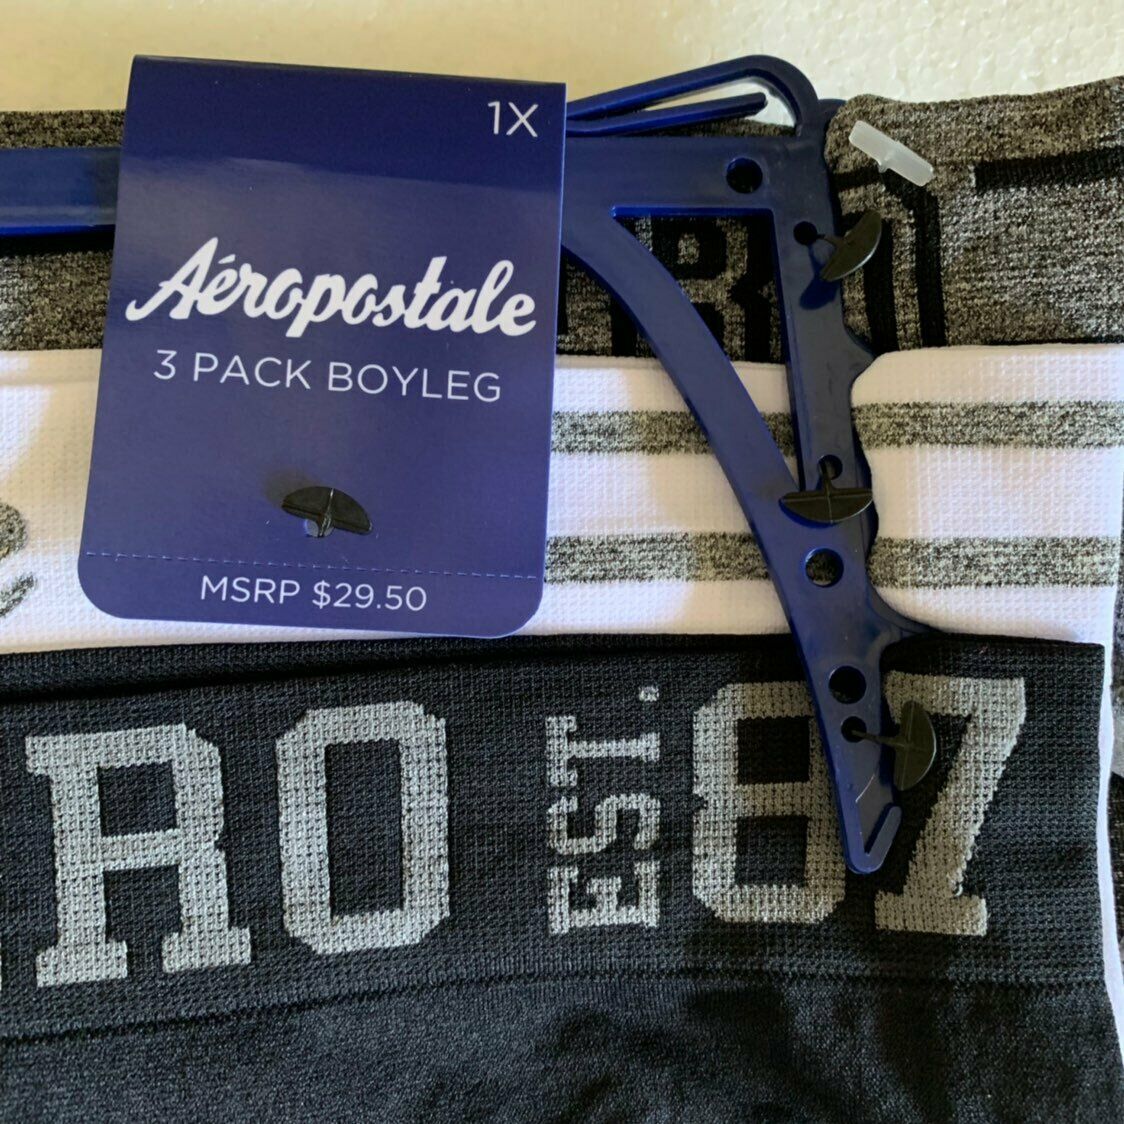 1X
Aéropostale
3 PACK BOYLEG
MSRP $29.50
RO EST. 87